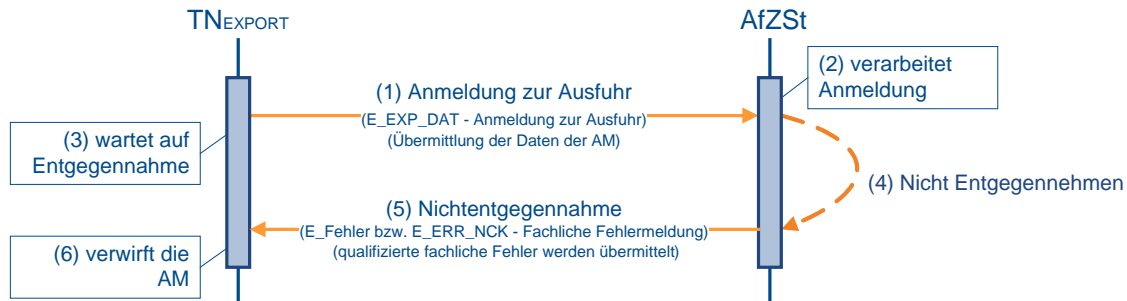 TNEXPORT
AfZSt
(2) verarbeitet
Anmeldung
(1) Anmeldung zur Ausfuhr
(E_EXP_DAT - Anmeldung zur Ausfuhr)
(Übermittlung der Daten der AM)
(3) wartet auf
Entgegennahme
(4) Nicht Entgegennehmen
(5) Nichtentgegennahme
(E_Fehler bzw. E_ERR_NCK - Fachliche Fehlermeldung)
(qualifizierte fachliche Fehler werden übermittelt)
(6) verwirft die
AM